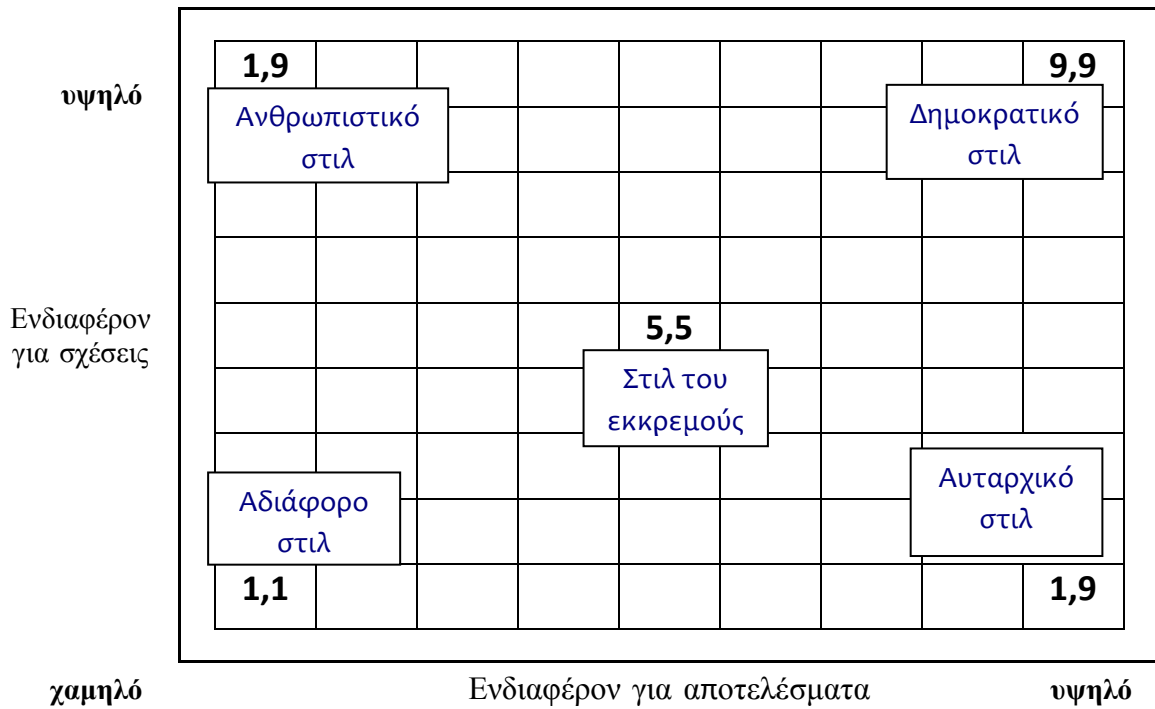 1,9
9,9
υψηλό
Ανθρωπιστικό
στιλ
Δημοκρατικό
στιλ
Ενδιαφέρον
για σχέσεις
5,5
Στιλ του
εκκρεμούς
Αδιάφορο
στιλ
Αυταρχικό
στιλ
1,1
1,9
χαμηλό
Ενδιαφέρον για αποτελέσματα
υψηλό